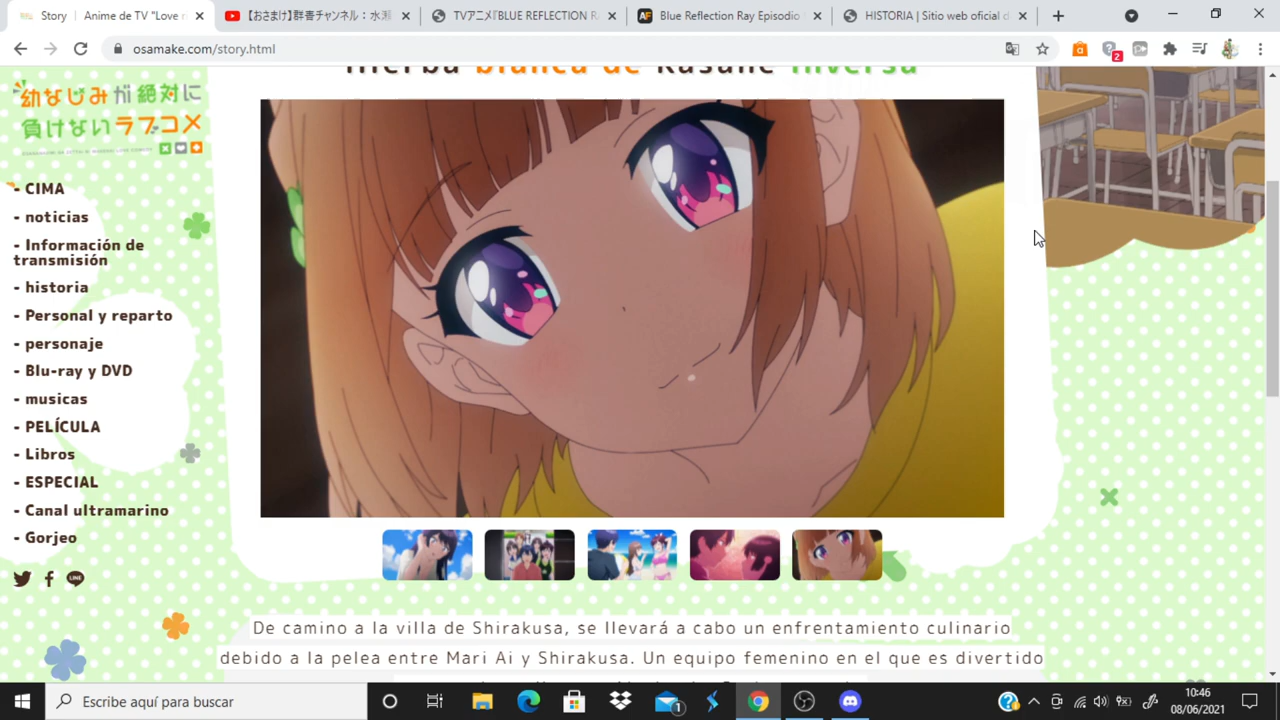 Story | Anime de TV "Love r
【おさまけ】群青チャンネル：水瀬
TVアニメ『BLUE REFLECTION R
Blue Reflection Ray Episodio
HISTORIA | Sitio web oficial d
osamake.com/story.html
2
Hierba blanca de Kasane inversa
幼なじみが絶対に
負けないラブコメ
- CIMA
- noticias
- Información de
transmisión
- historia
- Personal y reparto
- personaje
- Blu-ray y DVD
- musicas
- PELÍCULA
- Libros
- ESPECIAL
- Canal ultramarino
- Gorjeo
LINE
De camino a la villa de Shirakusa, se llevará a cabo un enfrentamiento culinario
debido a la pelea entre Mari Ai y Shirakusa. Un equipo femenino en el que es divertido
Escribe aquí para buscar
1
10:46
08/06/2021